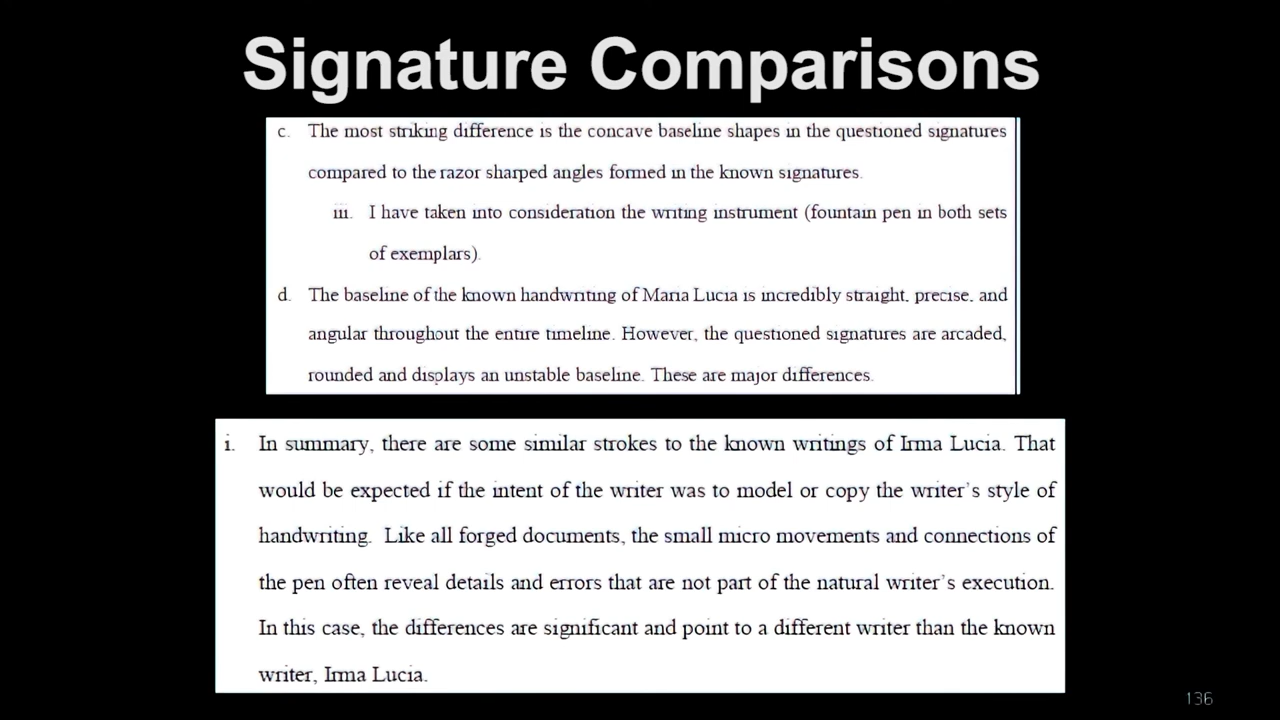 Signature Comparisons
c. The most striking difference is the concave baseline shapes in the questioned signatures
compared to the razor sharped angles formed in the known signatures.
iii. I have taken into consideration the writing instrument (fountain pen in both sets
of exemplars).
d. The baseline of the known handwriting of Maria Lucia is incredibly straight, precise, and
angular throughout the entire timeline. However, the questioned signatures are arcaded,
rounded and displays an unstable baseline. These are major differences.
i. In summary, there are some similar strokes to the known writings of Irma Lucia. That
would be expected if the intent of the writer was to model or copy the writer's style of
handwriting. Like all forged documents, the small micro movements and connections of
the pen often reveal details and errors that are not part of the natural writer's execution.
In this case, the differences are significant and point to a different writer than the known
writer, Irma Lucia.
136